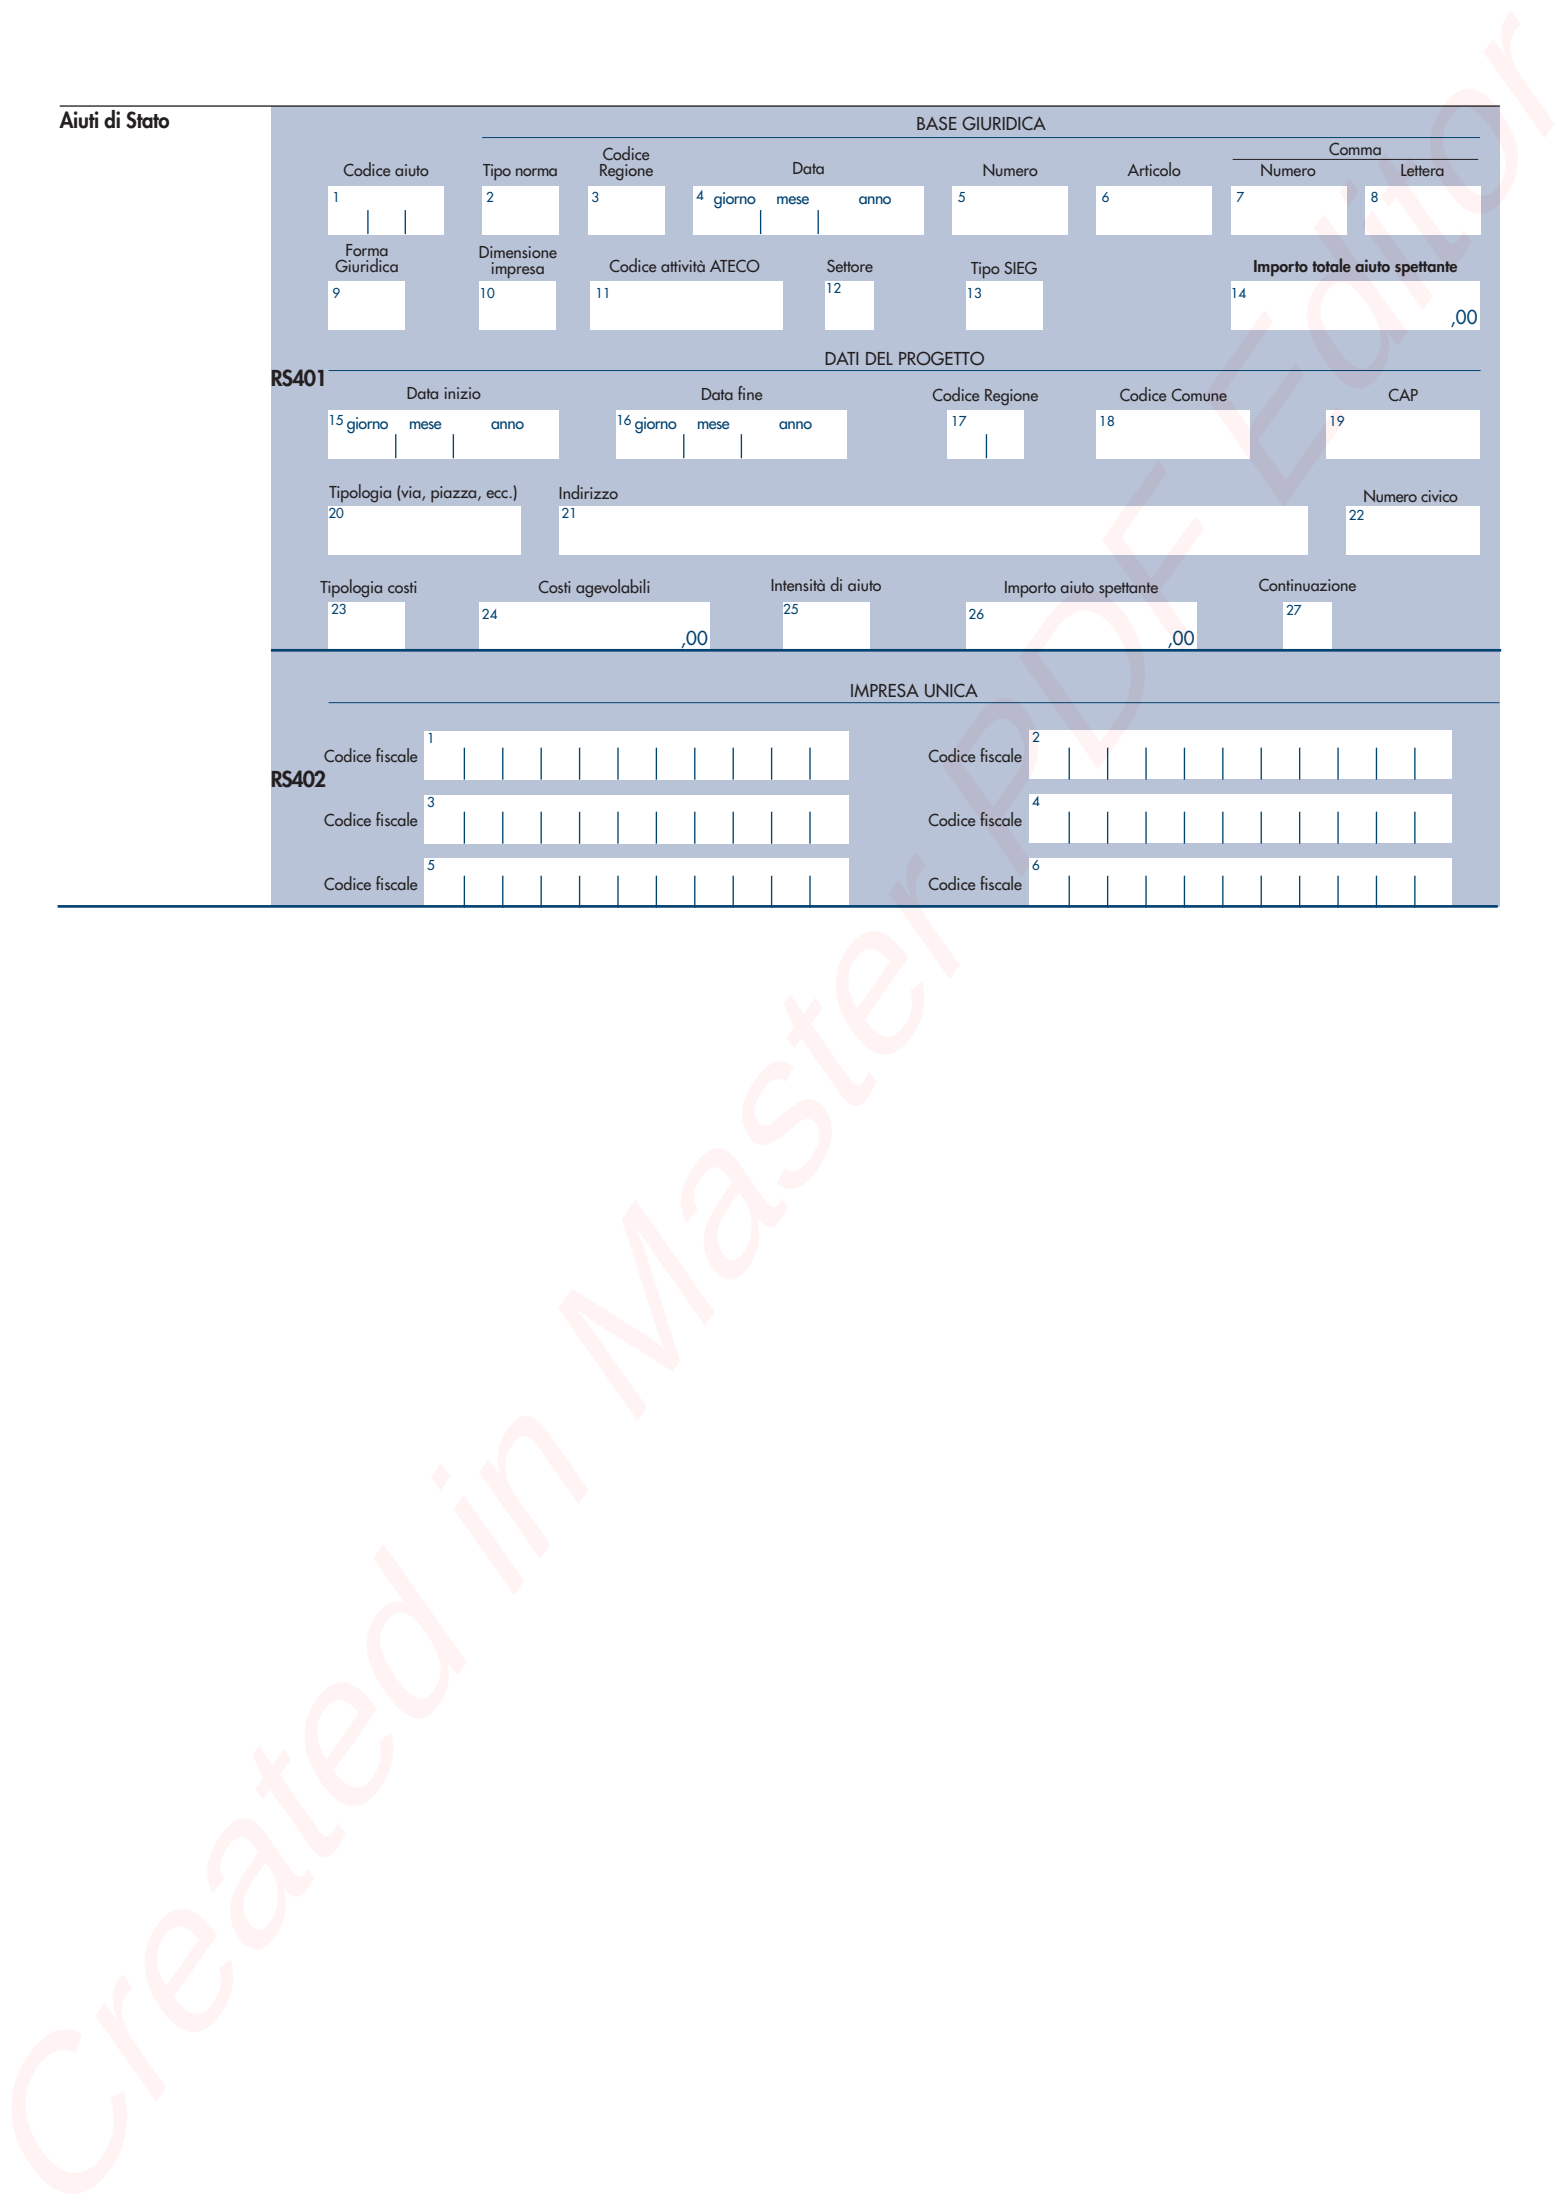 Aiuti di Stato
BASE GIURIDICA
Comma
Codice aiuto Tipo norma Codice Regione Data Numero Articolo Numero Lettera
1 2 3 4 giorno mese anno 5 6 7 8
Forma Giuridica Dimensione impresa Codice attività ATECO Settore Tipo SIEG Importo totale aiuto spettante
9 10 11 12 13 14 ,00
DATI DEL PROGETTO
RS401
Data inizio Data fine Codice Regione Codice Comune CAP
15 giorno mese anno 16 giorno mese anno 17 18 19
Tipologia (via, piazza, ecc.) Indirizzo Numero civico
20 21 22
Tipologia costi Costi agevolabili Intensità di aiuto Importo aiuto spettante Continuazione
23 24 ,00 25 26 ,00 27
IMPRESA UNICA
Codice fiscale 1 Codice fiscale 2
RS402
Codice fiscale 3 Codice fiscale 4
Codice fiscale 5 Codice fiscale 6
Created in Master PDF Editor